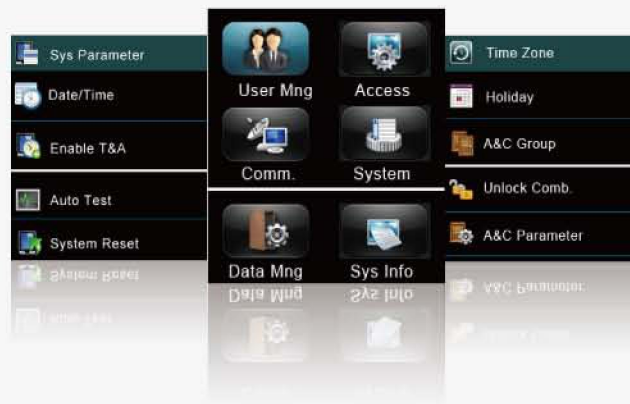 Sys Parameter
Date/Time
Enable T&A
Auto Test
System Reset
User Mng
Access
Comm.
System
Data Mng
Sys Info
Time Zone
Holiday
A&C Group
Unlock Comb.
A&C Parameter